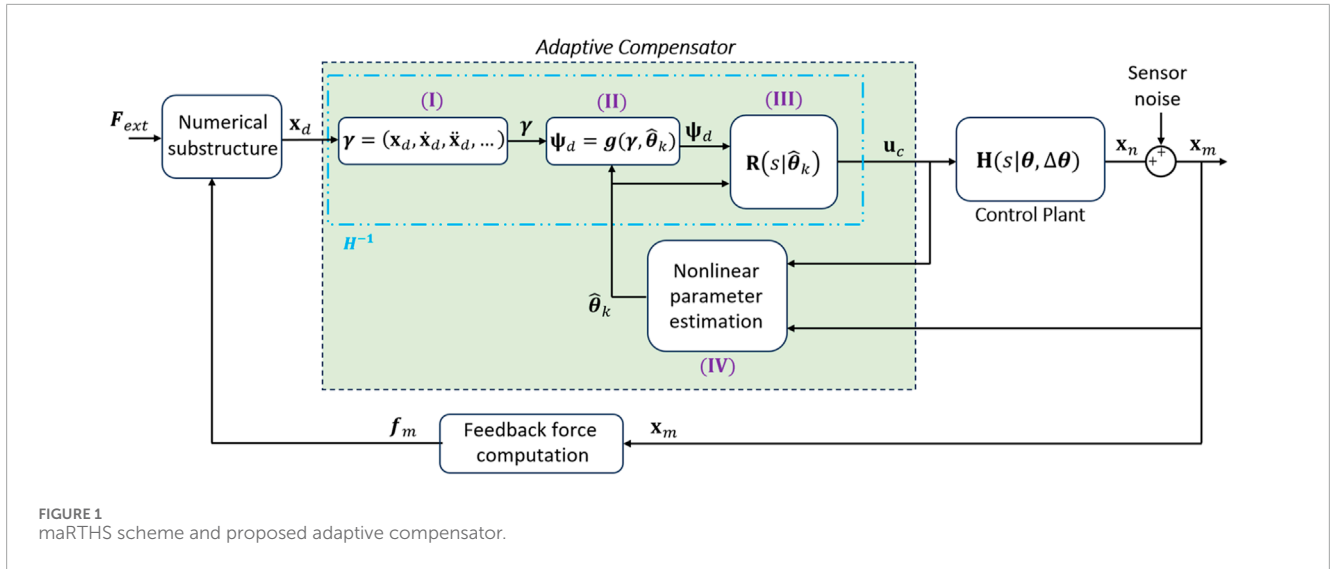 Adaptive Compensator
Sensor
noise
(I)
(II)
(III)
F_ext
Numerical
substructure
x_d
γ = (x_d, ẋ_d, ẍ_d, …)
γ
ψ_d = g(γ, θ̂_k)
ψ_d
R(s|θ̂_k)
u_c
H(s|θ, Δθ)
Control Plant
x_n
+
+
x_m
H⁻¹
Nonlinear
parameter
estimation
θ̂_k
(IV)
f_m
Feedback force
computation
x_m
FIGURE 1
maRTHS scheme and proposed adaptive compensator.